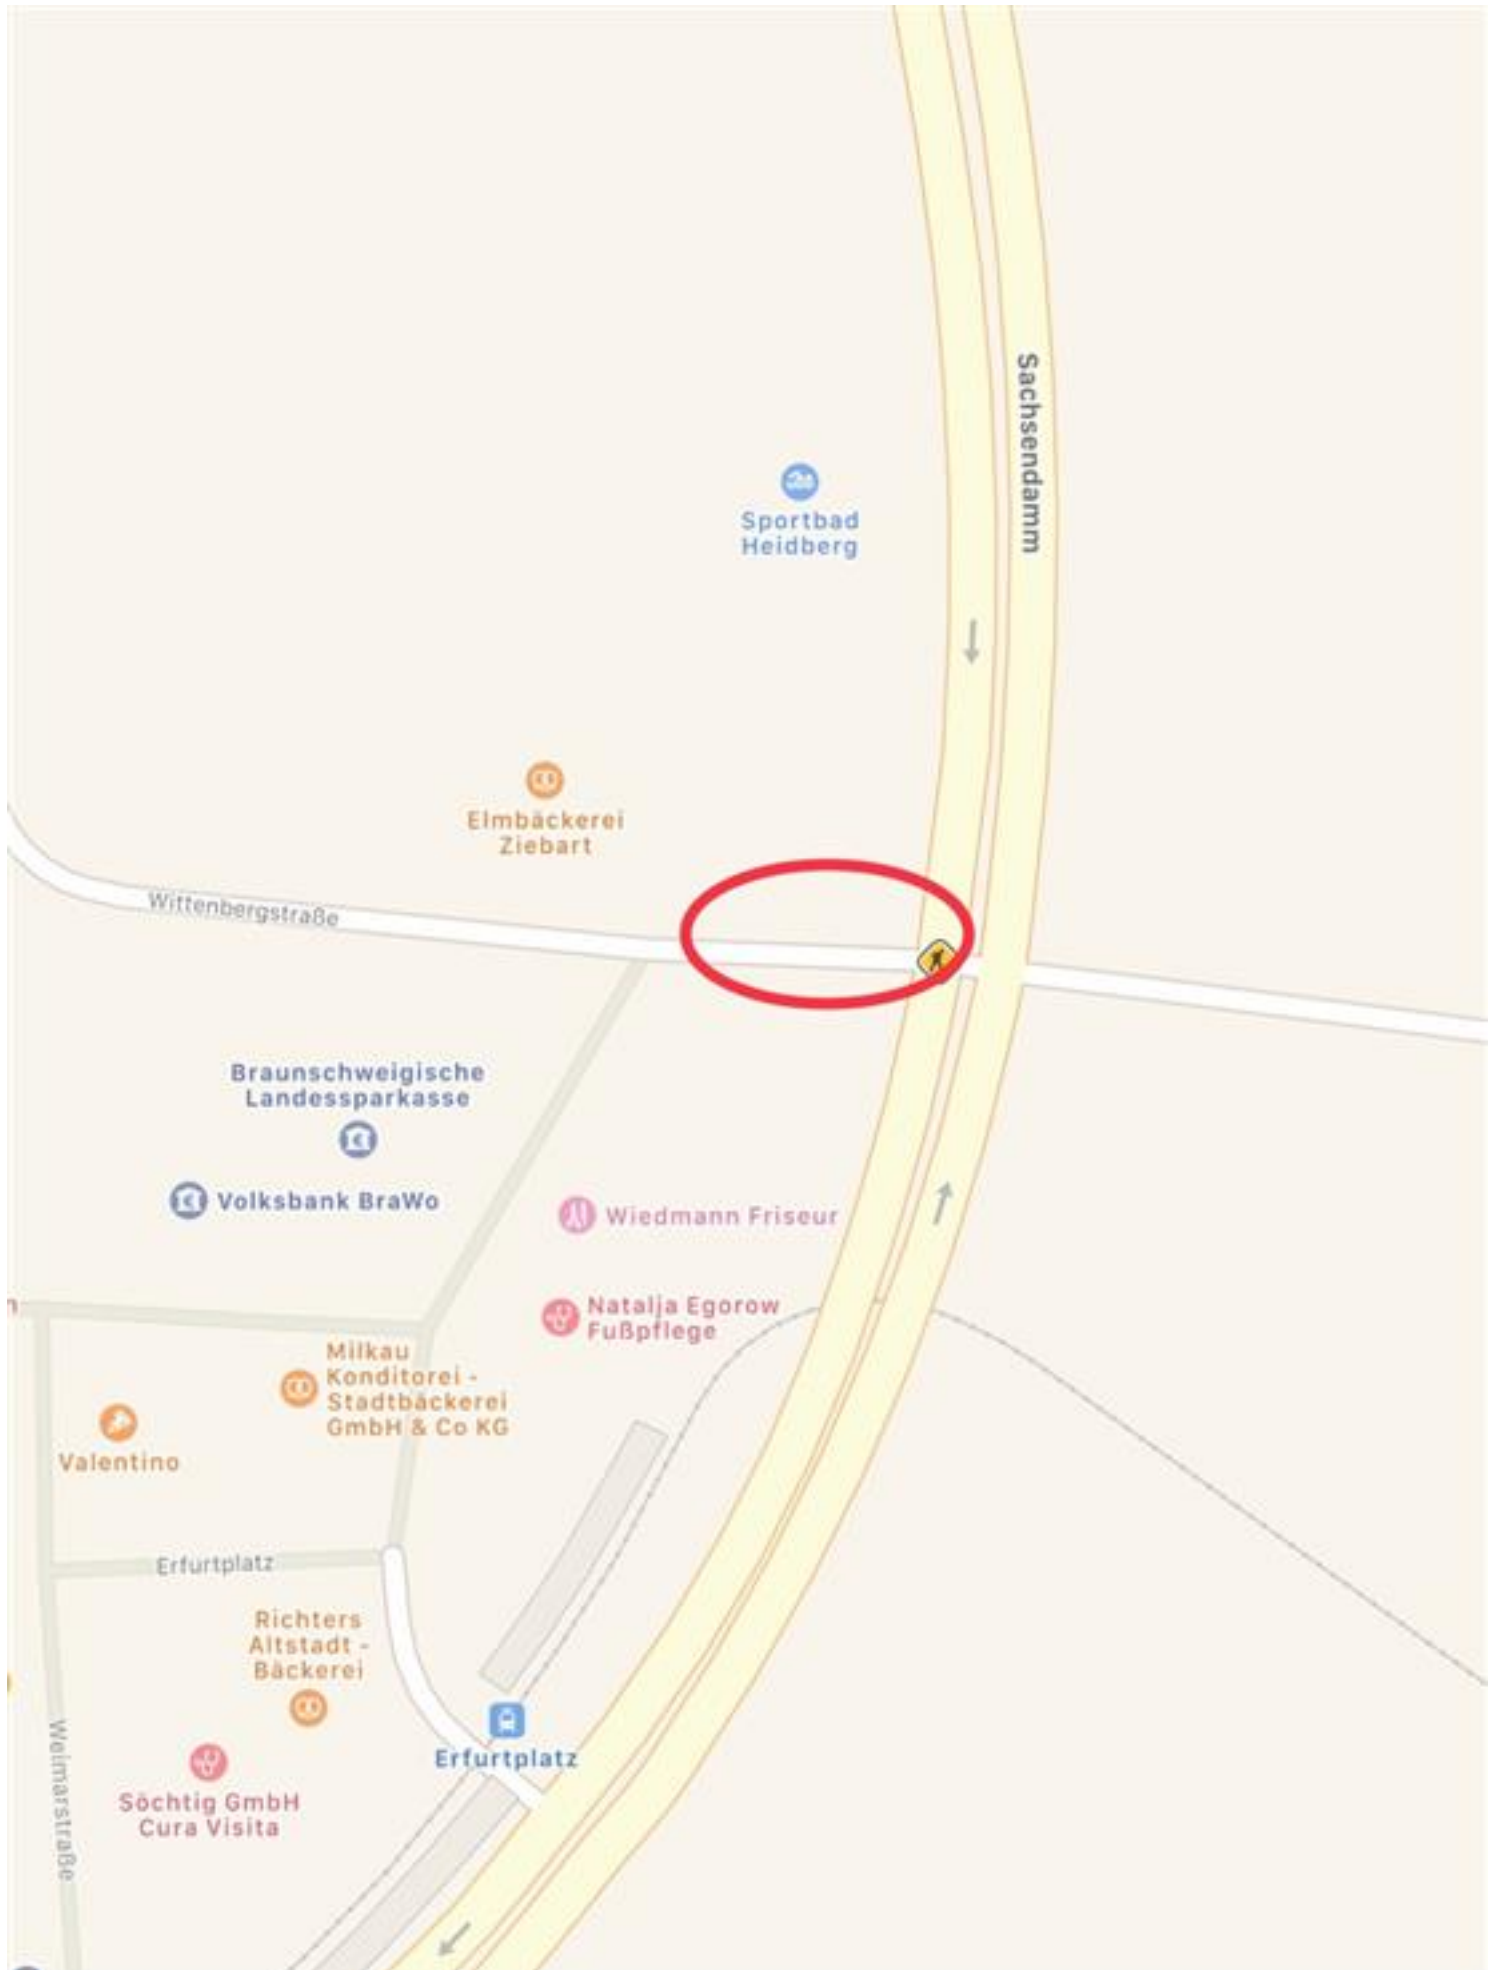 Sachsendamm
Sportbad
Heidberg
Elmbäckerei
Ziebart
Wittenbergstraße
Braunschweigische
Landessparkasse
Volksbank BraWo
Wiedmann Friseur
Natalja Egorow
Fußpflege
n
Milkau
Konditorei -
Stadtbäckerei
GmbH & Co KG
Valentino
Erfurtplatz
Richters
Altstadt -
Bäckerei
Erfurtplatz
Weimarstraße
Söchtig GmbH
Cura Visita